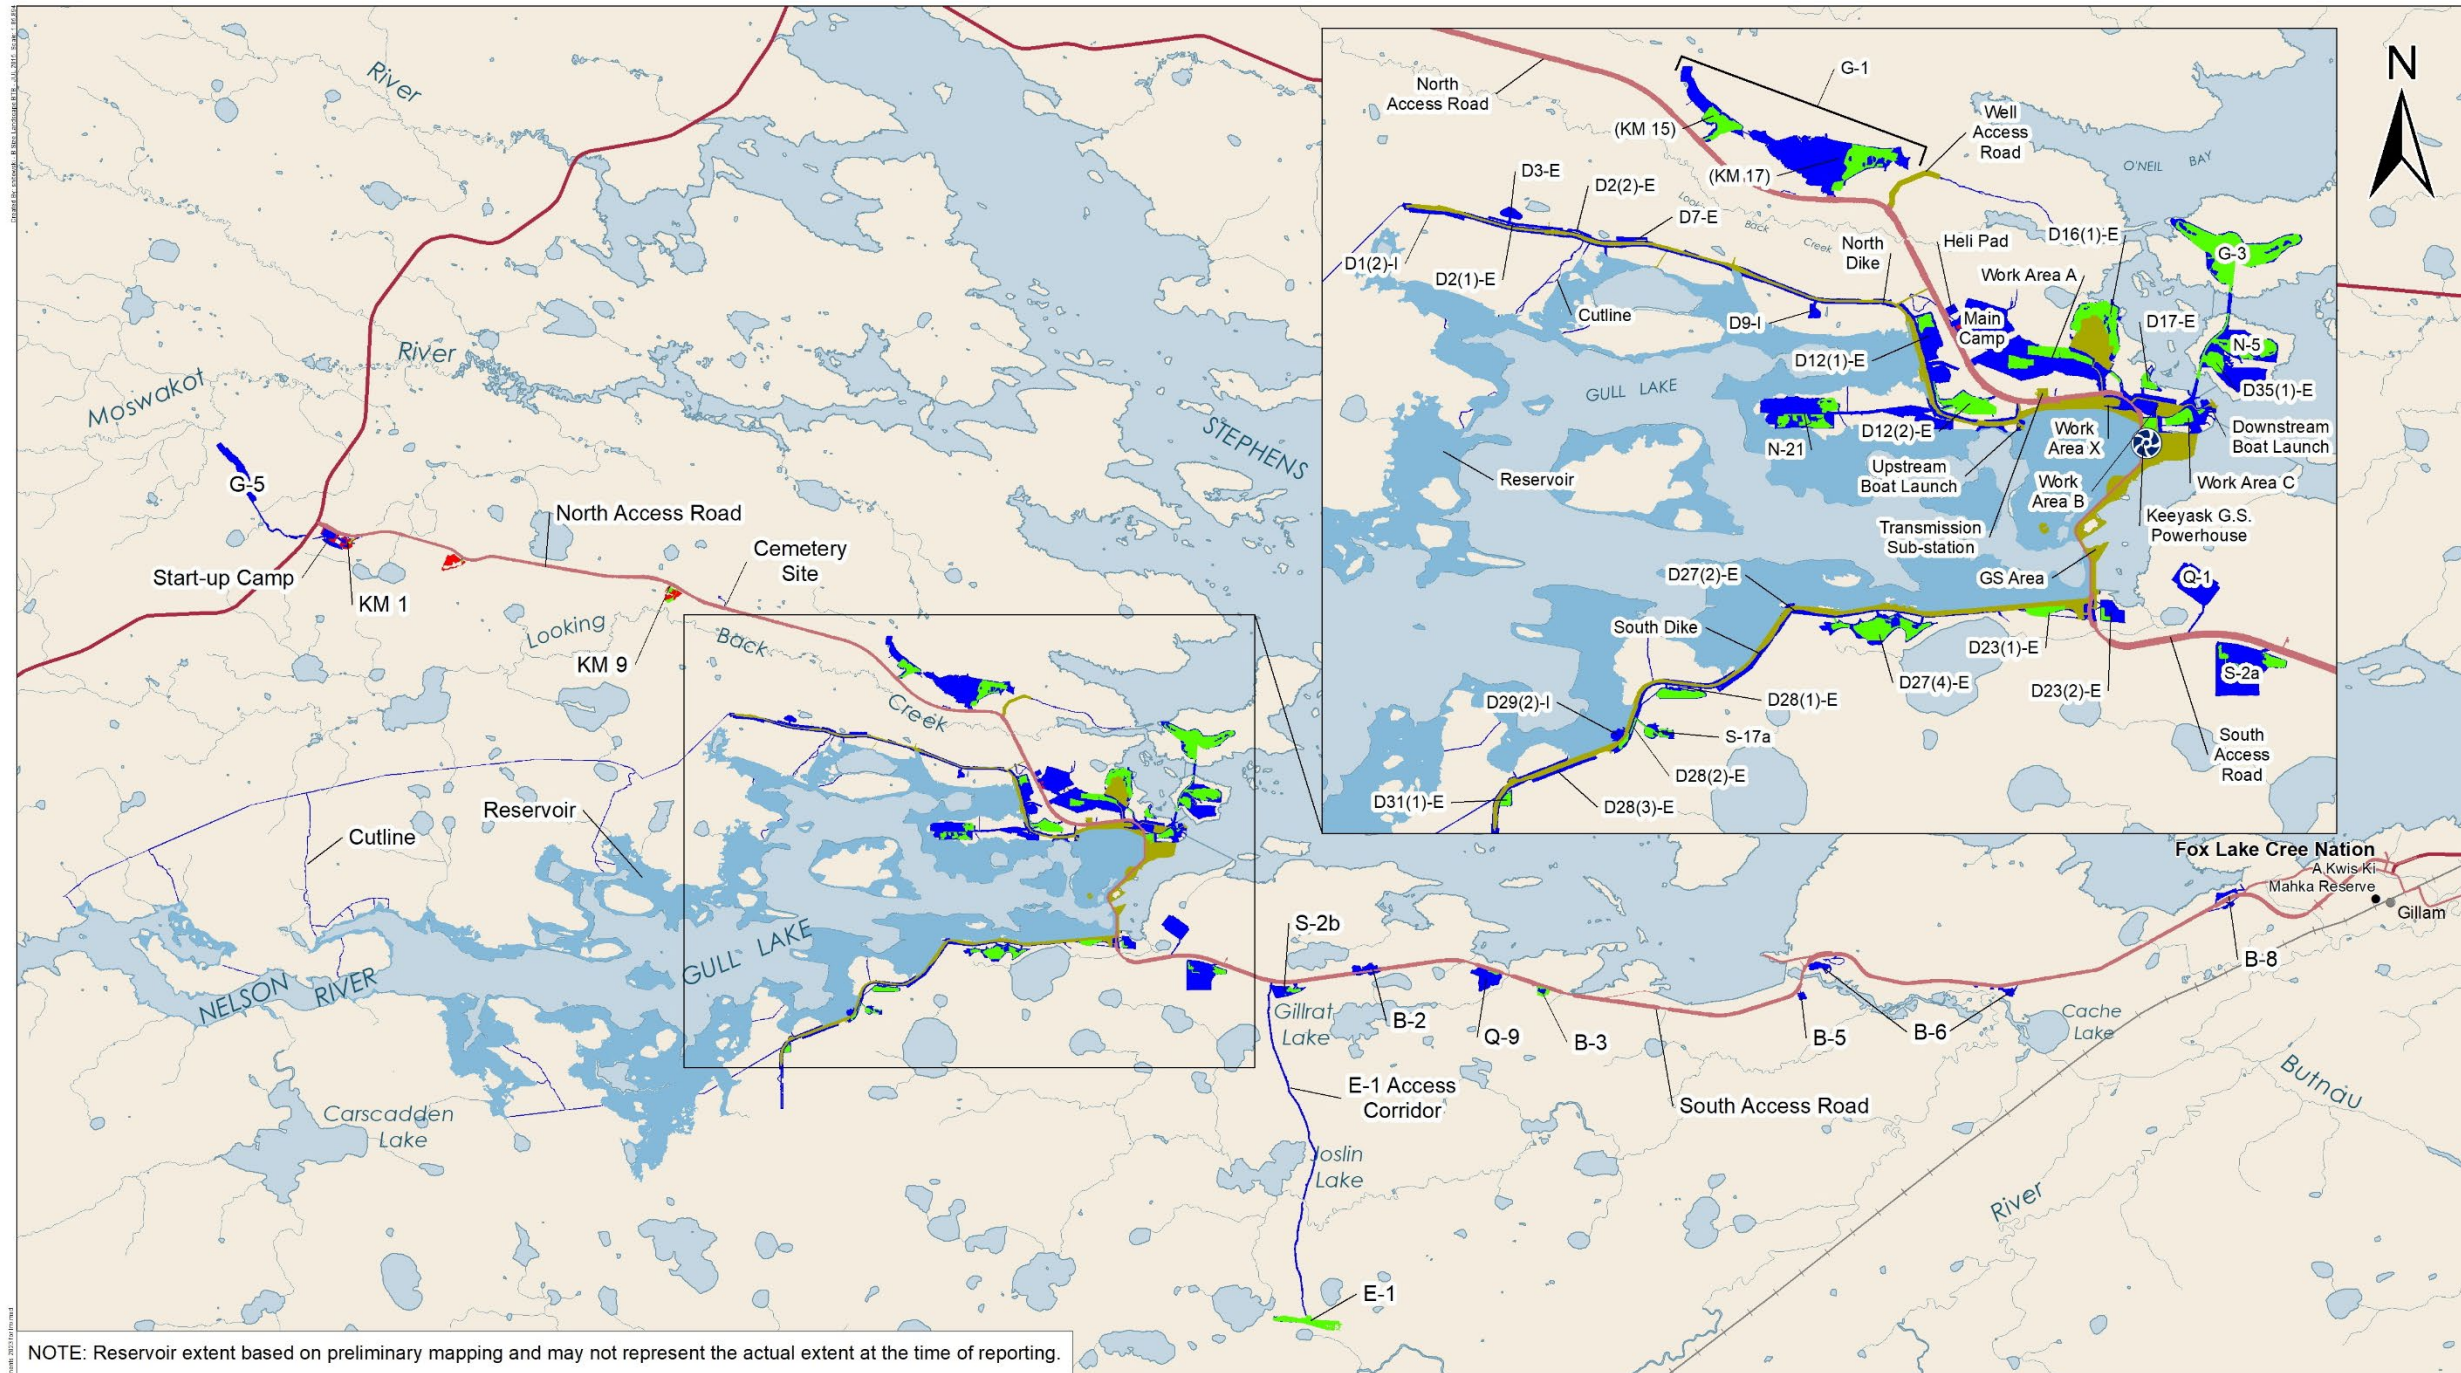 River
Moswakot
River
STEPHENS
G-5
Start-up Camp
KM 1
North Access Road
Cemetery
Site
Looking
Back
Creek
KM 9
Reservoir
Cutline
NELSON
RIVER
GULL LAKE
Carscadden
Lake
S-2b
Gillrat
Lake
B-2
Q-9
B-3
E-1 Access
Corridor
Joslin
Lake
E-1
South Access Road
B-5
B-6
Cache
Lake
B-8
Butnau
River
Fox Lake Cree Nation
A Kwis Ki
Mahka Reserve
Gillam
N
North
Access Road
G-1
(KM 15)
(KM 17)
Well
Access
Road
O'NEIL BAY
D3-E
D2(2)-E
D7-E
Looking
Back
Creek
North
Dike
Heli Pad
D16(1)-E
G-3
D1(2)-I
D2(1)-E
Work Area A
Cutline
D9-I
Main
Camp
D17-E
N-5
D12(1)-E
GULL LAKE
D35(1)-E
D12(2)-E
N-21
Work
Area X
Downstream
Boat Launch
Upstream
Boat Launch
Reservoir
Work
Area B
Work Area C
Transmission
Sub-station
Keeyask G.S.
Powerhouse
GS Area
Q-1
D27(2)-E
South Dike
D23(1)-E
D27(4)-E
D23(2)-E
S-2a
D29(2)-I
D28(1)-E
S-17a
South
Access
Road
D28(2)-E
D31(1)-E
D28(3)-E
NOTE: Reservoir extent based on preliminary mapping and may not represent the actual extent at the time of reporting.